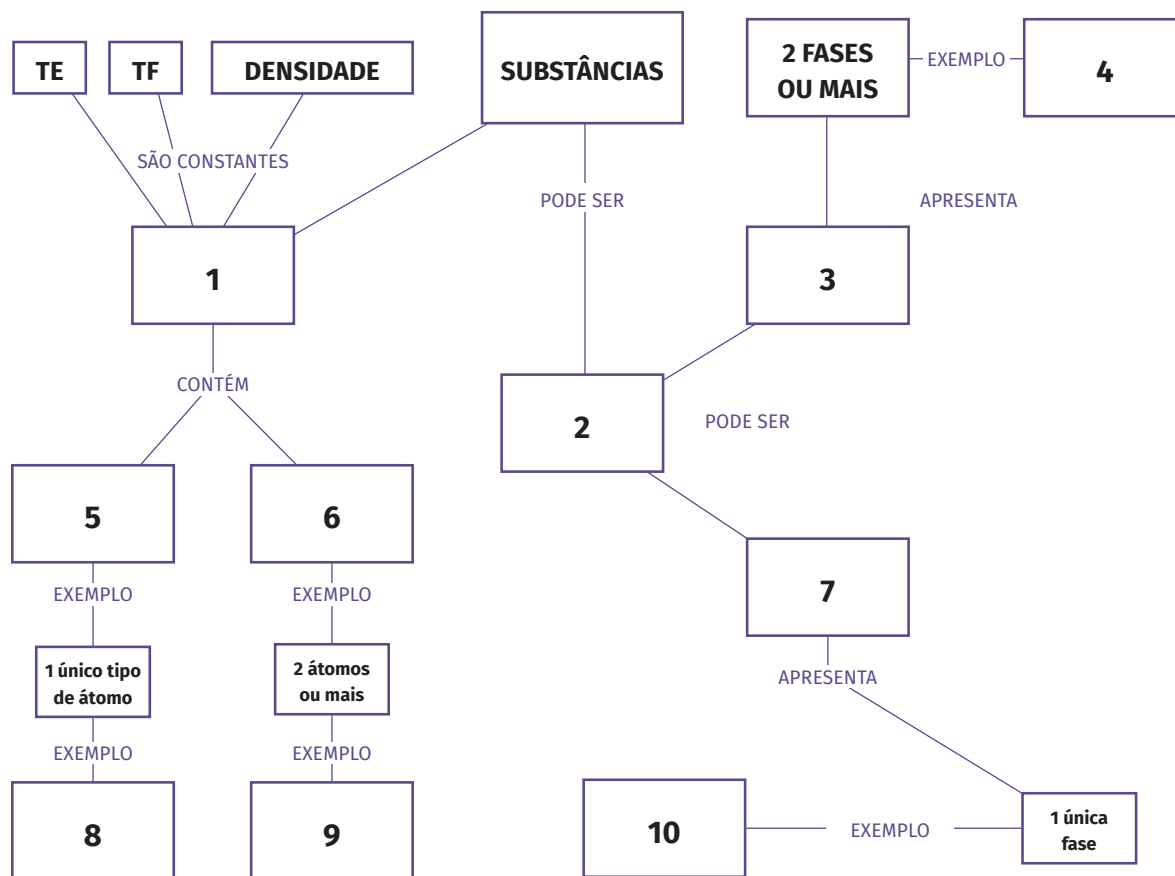 TE
TF
DENSIDADE
SUBSTÂNCIAS
2 FASES
OU MAIS
EXEMPLO
4
SÃO CONSTANTES
PODE SER
APRESENTA
1
3
CONTÉM
2
PODE SER
5
6
7
EXEMPLO
EXEMPLO
1 único tipo
de átomo
2 átomos
ou mais
APRESENTA
EXEMPLO
EXEMPLO
8
9
10
EXEMPLO
1 única
fase